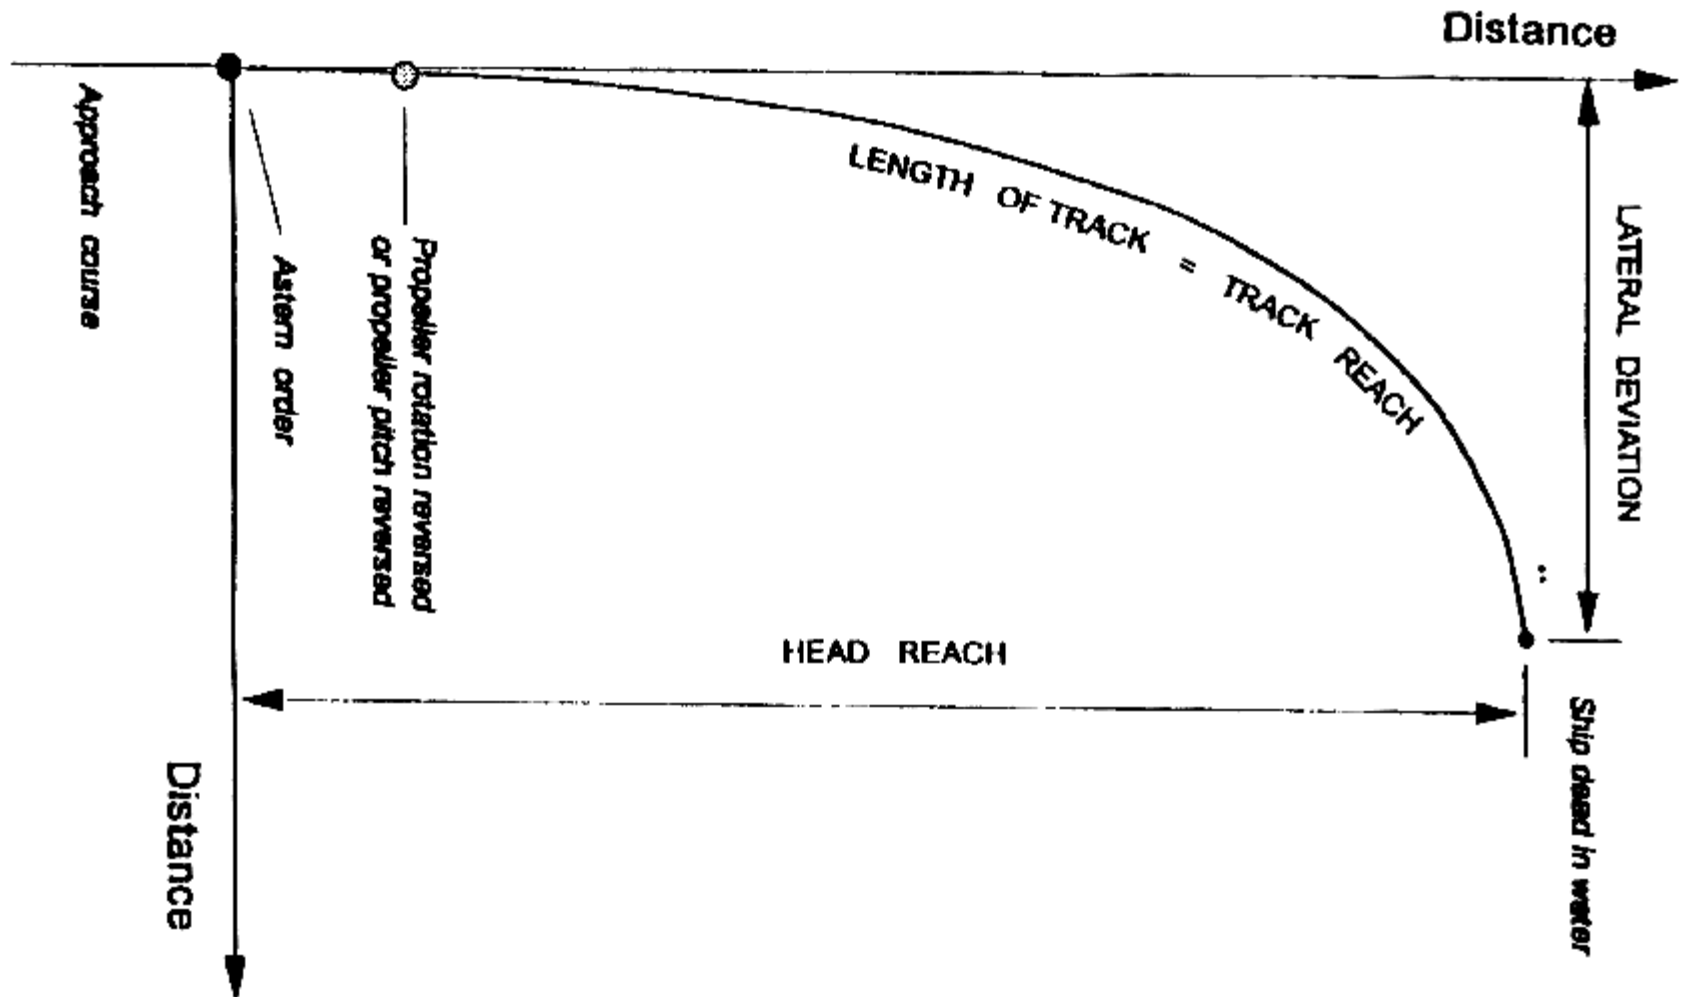 Distance
Approach course
Astern order
Propeller rotation reversed
or propeller pitch reversed
LENGTH OF TRACK = TRACK REACH
LATERAL DEVIATION
HEAD REACH
Ship dead in water
Distance